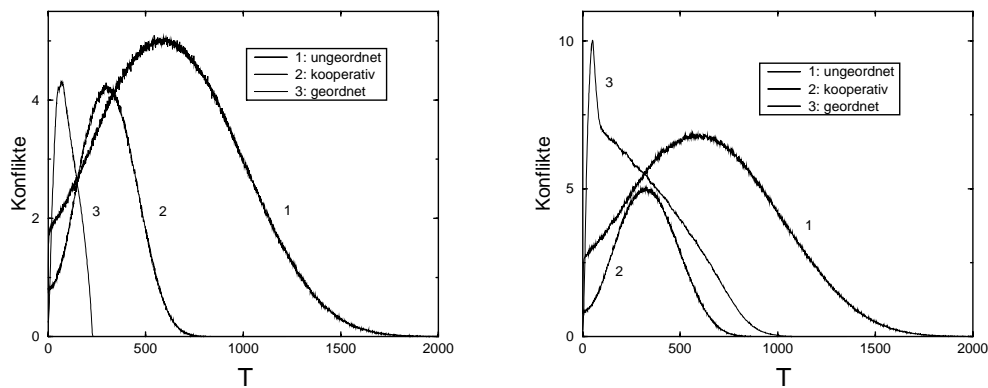 1: ungeordnet
2: kooperativ
3: geordnet
Konflikte
4
2
0
3
2
1
0
500
1000
1500
2000
T
10
3
1: ungeordnet
2: kooperativ
3: geordnet
Konflikte
5
0
1
2
0
500
1000
1500
2000
T